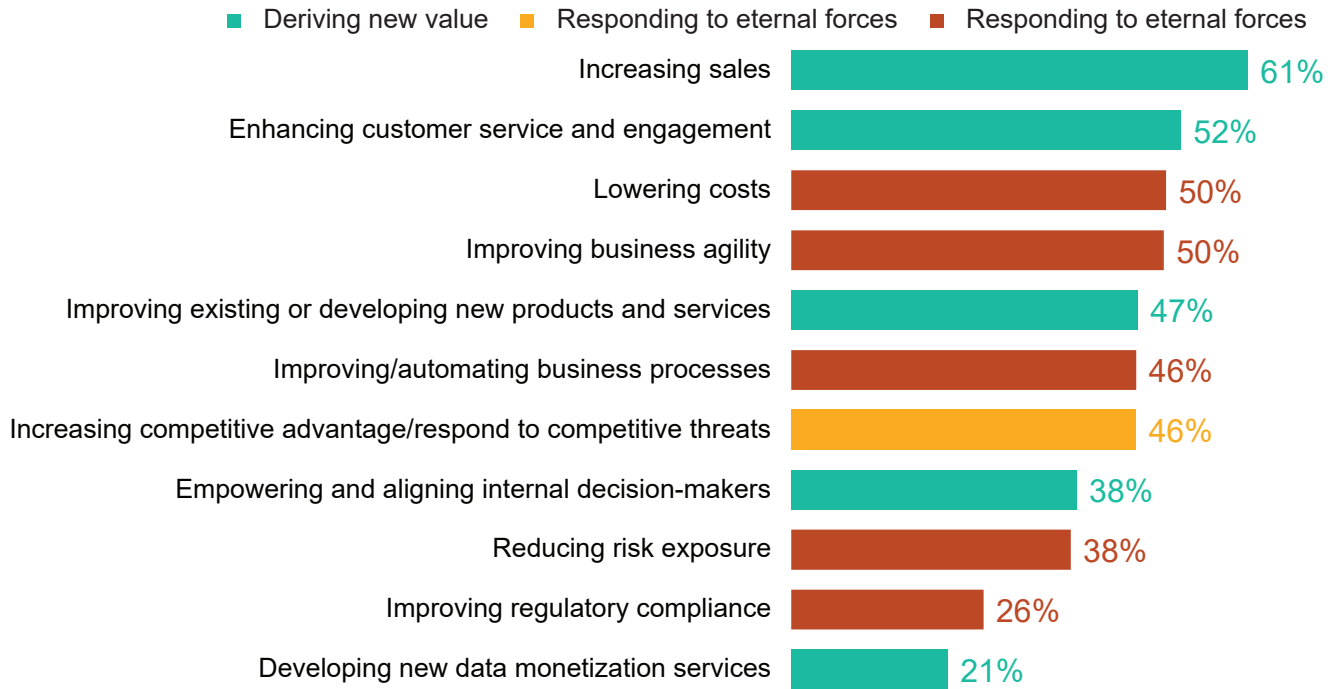 Deriving new value Responding to eternal forces Responding to eternal forces
Increasing sales 61%
Enhancing customer service and engagement 52%
Lowering costs 50%
Improving business agility 50%
Improving existing or developing new products and services 47%
Improving/automating business processes 46%
Increasing competitive advantage/respond to competitive threats 46%
Empowering and aligning internal decision-makers 38%
Reducing risk exposure 38%
Improving regulatory compliance 26%
Developing new data monetization services 21%